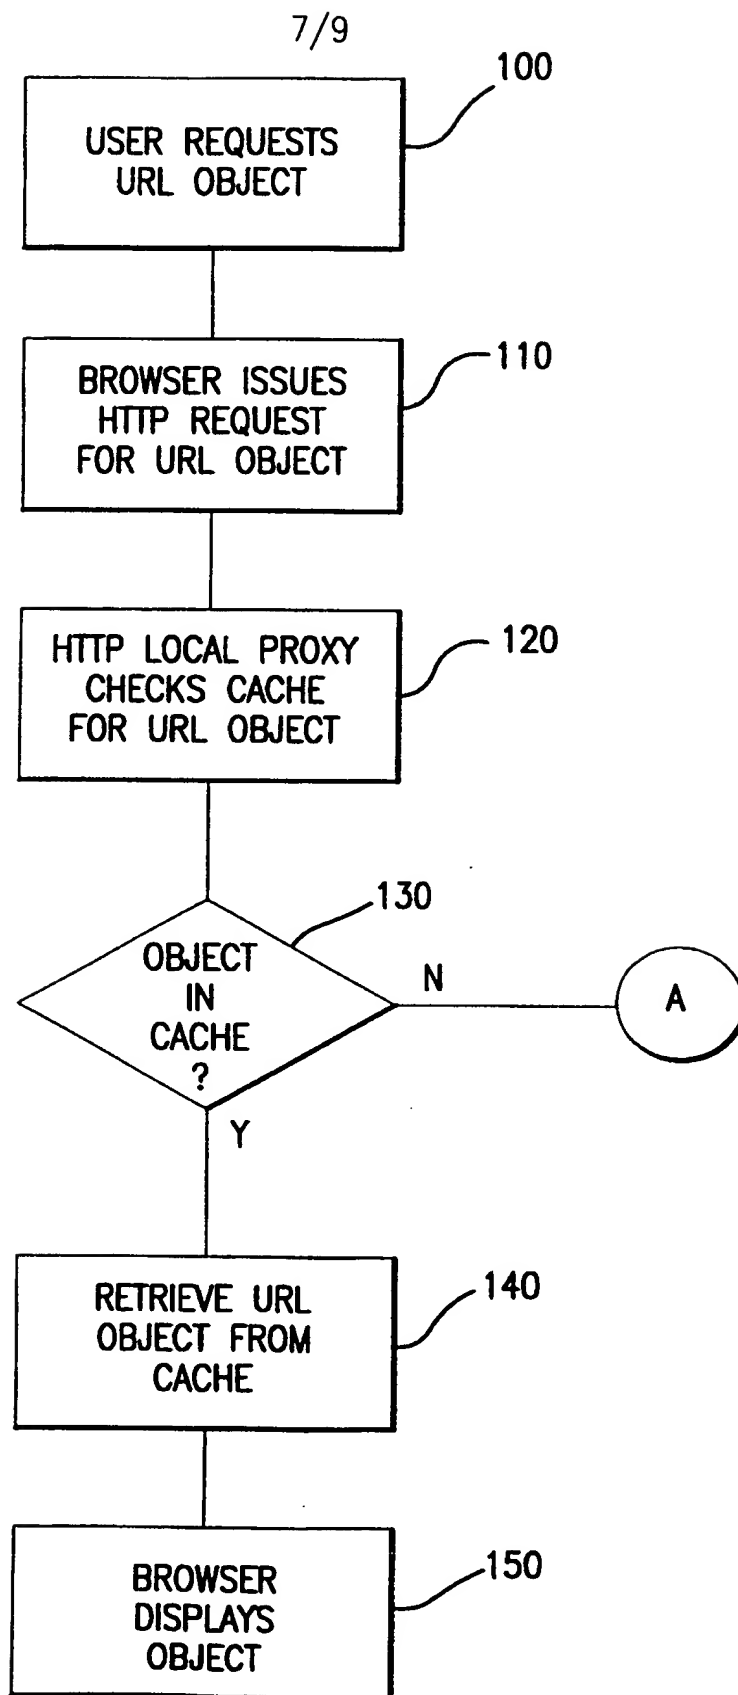 7/9
100
USER REQUESTS
URL OBJECT
110
BROWSER ISSUES
HTTP REQUEST
FOR URL OBJECT
120
HTTP LOCAL PROXY
CHECKS CACHE
FOR URL OBJECT
130
OBJECT
IN
CACHE
?
N
A
Y
140
RETRIEVE URL
OBJECT FROM
CACHE
150
BROWSER
DISPLAYS
OBJECT